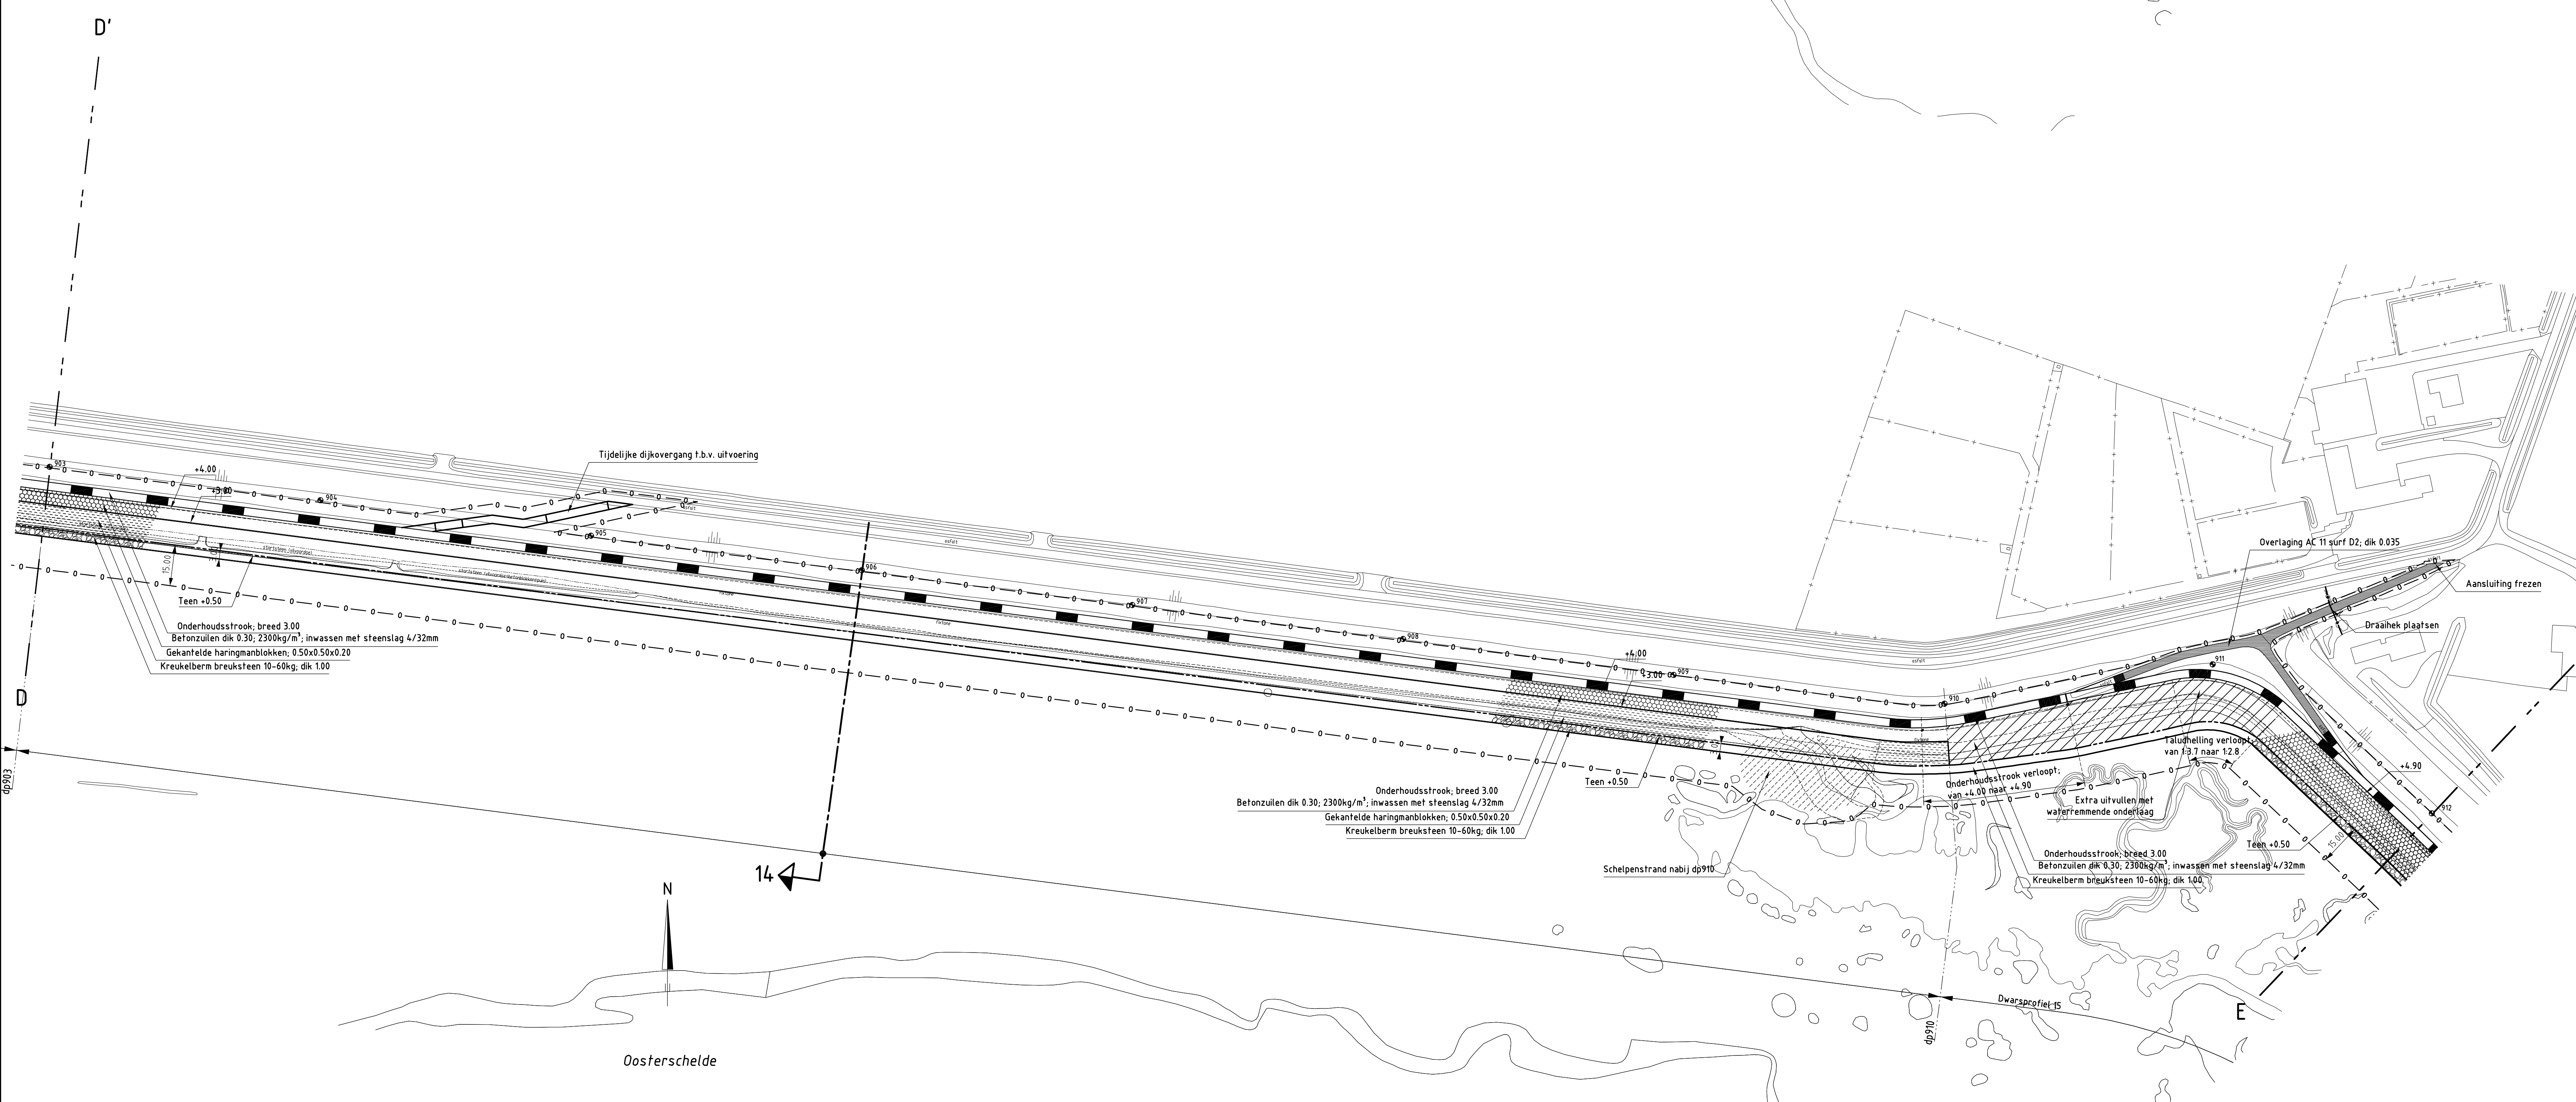 D'
903
+4.00
904
Tijdelijke dijkovergang t.b.v. uitvoering
asfalt
905
asfalt
906
907
908
+4.00
909
+3.00
asfalt
910
911
Overlaging AC 11 surf D2; dik 0.035
Aansluiting frezen
Draaihek plaatsen
15.00
Teen +0.50
Onderhoudsstrook; breed 3.00
Betonzuilen dik 0.30; 2300kg/m³; inwassen met steenslag 4/32mm
Gekantelde haringmanblokken; 0.50x0.50x0.20
Kreukelberm breuksteen 10-60kg; dik 1.00
D
dp903
14
N
Oosterschelde
Teen +0.50
Onderhoudsstrook; breed 3.00
Betonzuilen dik 0.30; 2300kg/m³; inwassen met steenslag 4/32mm
Gekantelde haringmanblokken; 0.50x0.50x0.20
Kreukelberm breuksteen 10-60kg; dik 1.00
Schelpenstrand nabij dp910
Taludhelling verloopt;
van 1:3.7 naar 1:2.8
Onderhoudsstrook verloopt;
van +4.00 naar +4.90
Extra uitvullen met
waterremmende onderlaag
+4.90
912
Teen +0.50
15.00
Onderhoudsstrook; breed 3.00
Betonzuilen dik 0.30; 2300kg/m³; inwassen met steenslag 4/32mm
Kreukelberm breuksteen 10-60kg; dik 1.00
Dwarsprofiel 15
dp910
E